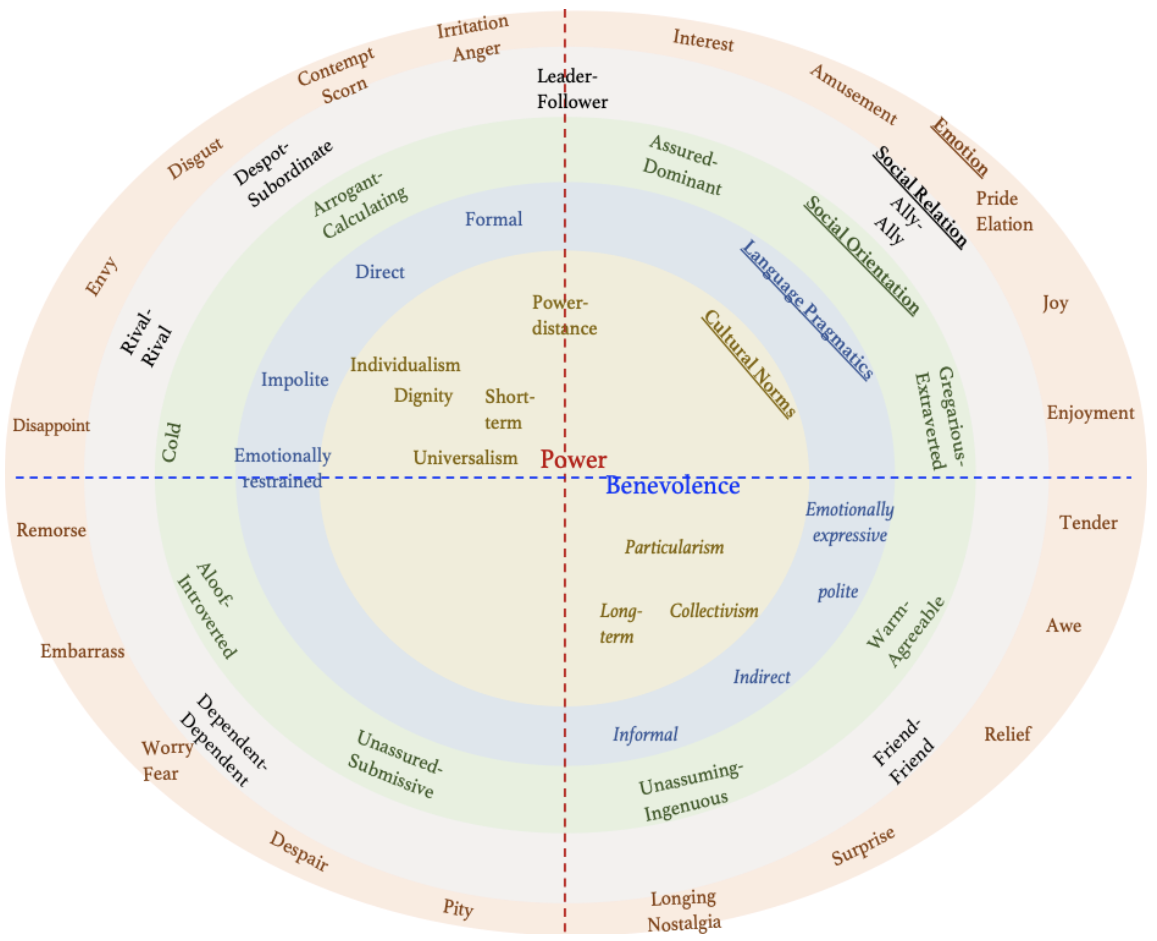 Irritation
Anger
Interest
Contempt
Scorn
Leader-
Follower
Amusement
Emotion
Disgust
Despot-
Subordinate
Assured-
Dominant
Social Relation
Ally-
Ally
Pride
Elation
Arrogant-
Calculating
Formal
Social Orientation
Envy
Direct
Language Pragmatics
Joy
Rival-
Rival
Power-
distance
Cultural Norms
Impolite
Individualism
Dignity
Short-
term
Gregarious-
Extraverted
Disappoint
Cold
Enjoyment
Emotionally
restrained
Universalism
Power
Benevolence
Remorse
Emotionally
expressive
Tender
Particularism
Aloof-
Introverted
polite
Long-
term
Collectivism
Warm-
Agreeable
Awe
Embarrass
Indirect
Dependent-
Dependent
Worry
Fear
Unassured-
Submissive
Informal
Friend-
Friend
Relief
Unassuming-
Ingenuous
Despair
Surprise
Pity
Longing
Nostalgia